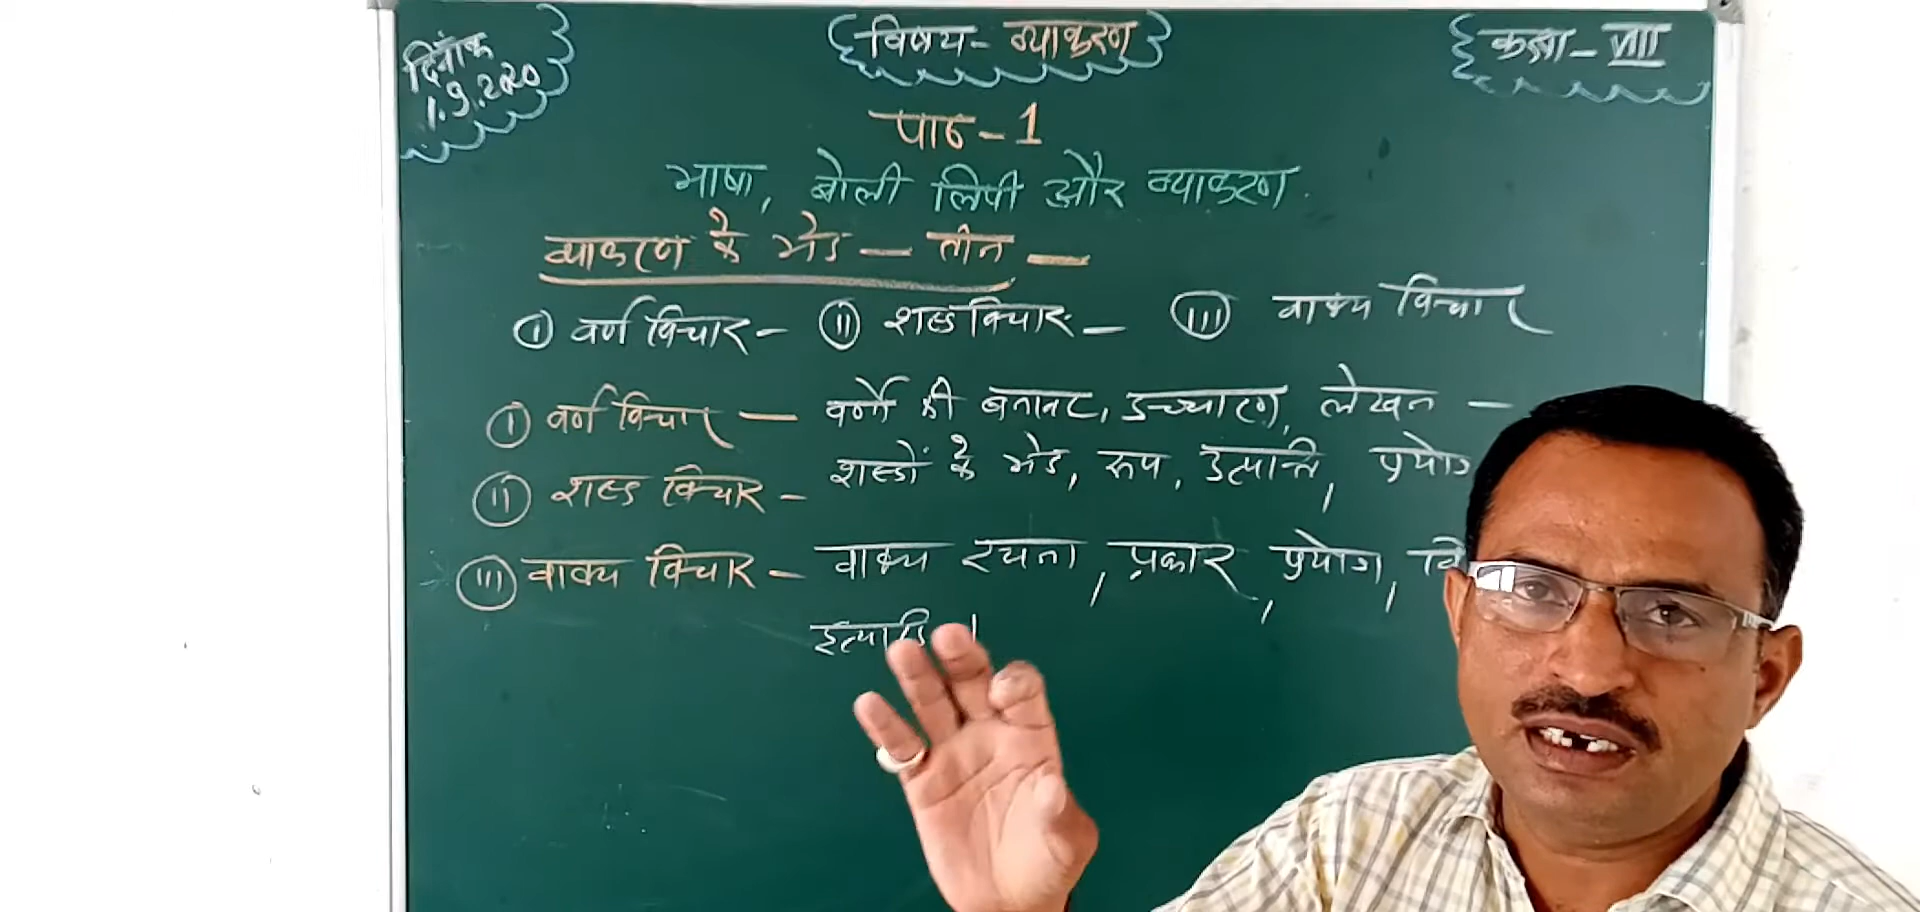 दिनांक
1.9.2020
विषय - व्याकरण
कक्षा - VIII
पाठ - 1
भाषा, बोली लिपी और व्याकरण
व्याकरण के भेद — तीन —
(i) वर्ण विचार - (ii) शब्द विचार - (iii) वाक्य विचार
(i) वर्ण विचार — वर्णों की बनावट, उच्चारण, लेखन —
(ii) शब्द विचार - शब्दों के भेद, रूप, उत्पत्ति, प्रयोग
(iii) वाक्य विचार - वाक्य रचना, प्रकार, प्रयोग,
इत्यादि।